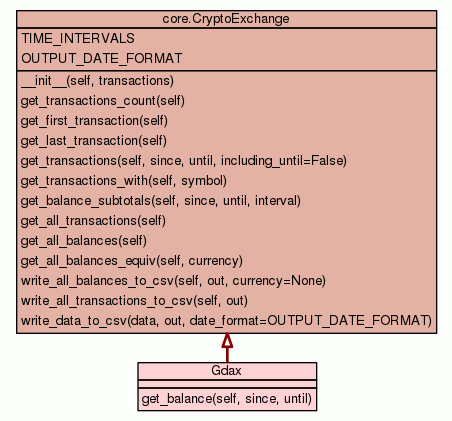 core.CryptoExchange
TIME_INTERVALS
OUTPUT_DATE_FORMAT
__init__(self, transactions)
get_transactions_count(self)
get_first_transaction(self)
get_last_transaction(self)
get_transactions(self, since, until, including_until=False)
get_transactions_with(self, symbol)
get_balance_subtotals(self, since, until, interval)
get_all_transactions(self)
get_all_balances(self)
get_all_balances_equiv(self, currency)
write_all_balances_to_csv(self, out, currency=None)
write_all_transactions_to_csv(self, out)
write_data_to_csv(data, out, date_format=OUTPUT_DATE_FORMAT)
Gdax
get_balance(self, since, until)